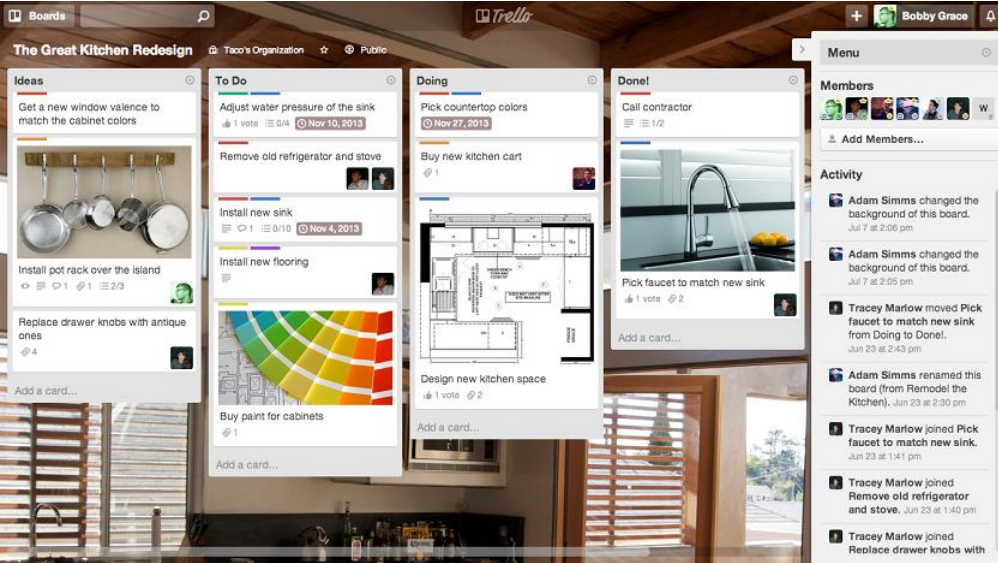 Boards
Trello
Bobby Grace
The Great Kitchen Redesign
Taco's Organization
Public
Ideas
Get a new window valence to
match the cabinet colors
Install pot rack over the island
1 1 2/3
Replace drawer knobs with antique
ones
4
Add a card...
To Do
Adjust water pressure of the sink
1 vote 0/4 Nov 10, 2013
Remove old refrigerator and stove
Install new sink
1 0/10 Nov 4, 2013
Install new flooring
Buy paint for cabinets
1
Add a card...
Doing
Pick countertop colors
Nov 27, 2013
Buy new kitchen cart
1
Design new kitchen space
1 vote 2
Add a card...
Done!
Call contractor
1/2
Pick faucet to match new sink
1 vote 2
Add a card...
Menu
Members
W
Add Members...
Activity
Adam Simms changed the
background of this board.
Jul 7 at 2:06 pm
Adam Simms changed the
background of this board.
Jul 7 at 2:05 pm
Tracey Marlow moved Pick
faucet to match new sink
from Doing to Done!.
Jun 23 at 2:43 pm
Adam Simms renamed this
board (from Remodel the
Kitchen). Jun 23 at 2:30 pm
Tracey Marlow joined Pick
faucet to match new sink.
Jun 23 at 1:41 pm
Tracey Marlow joined
Remove old refrigerator
and stove. Jun 23 at 1:40 pm
Tracey Marlow joined
Replace drawer knobs with